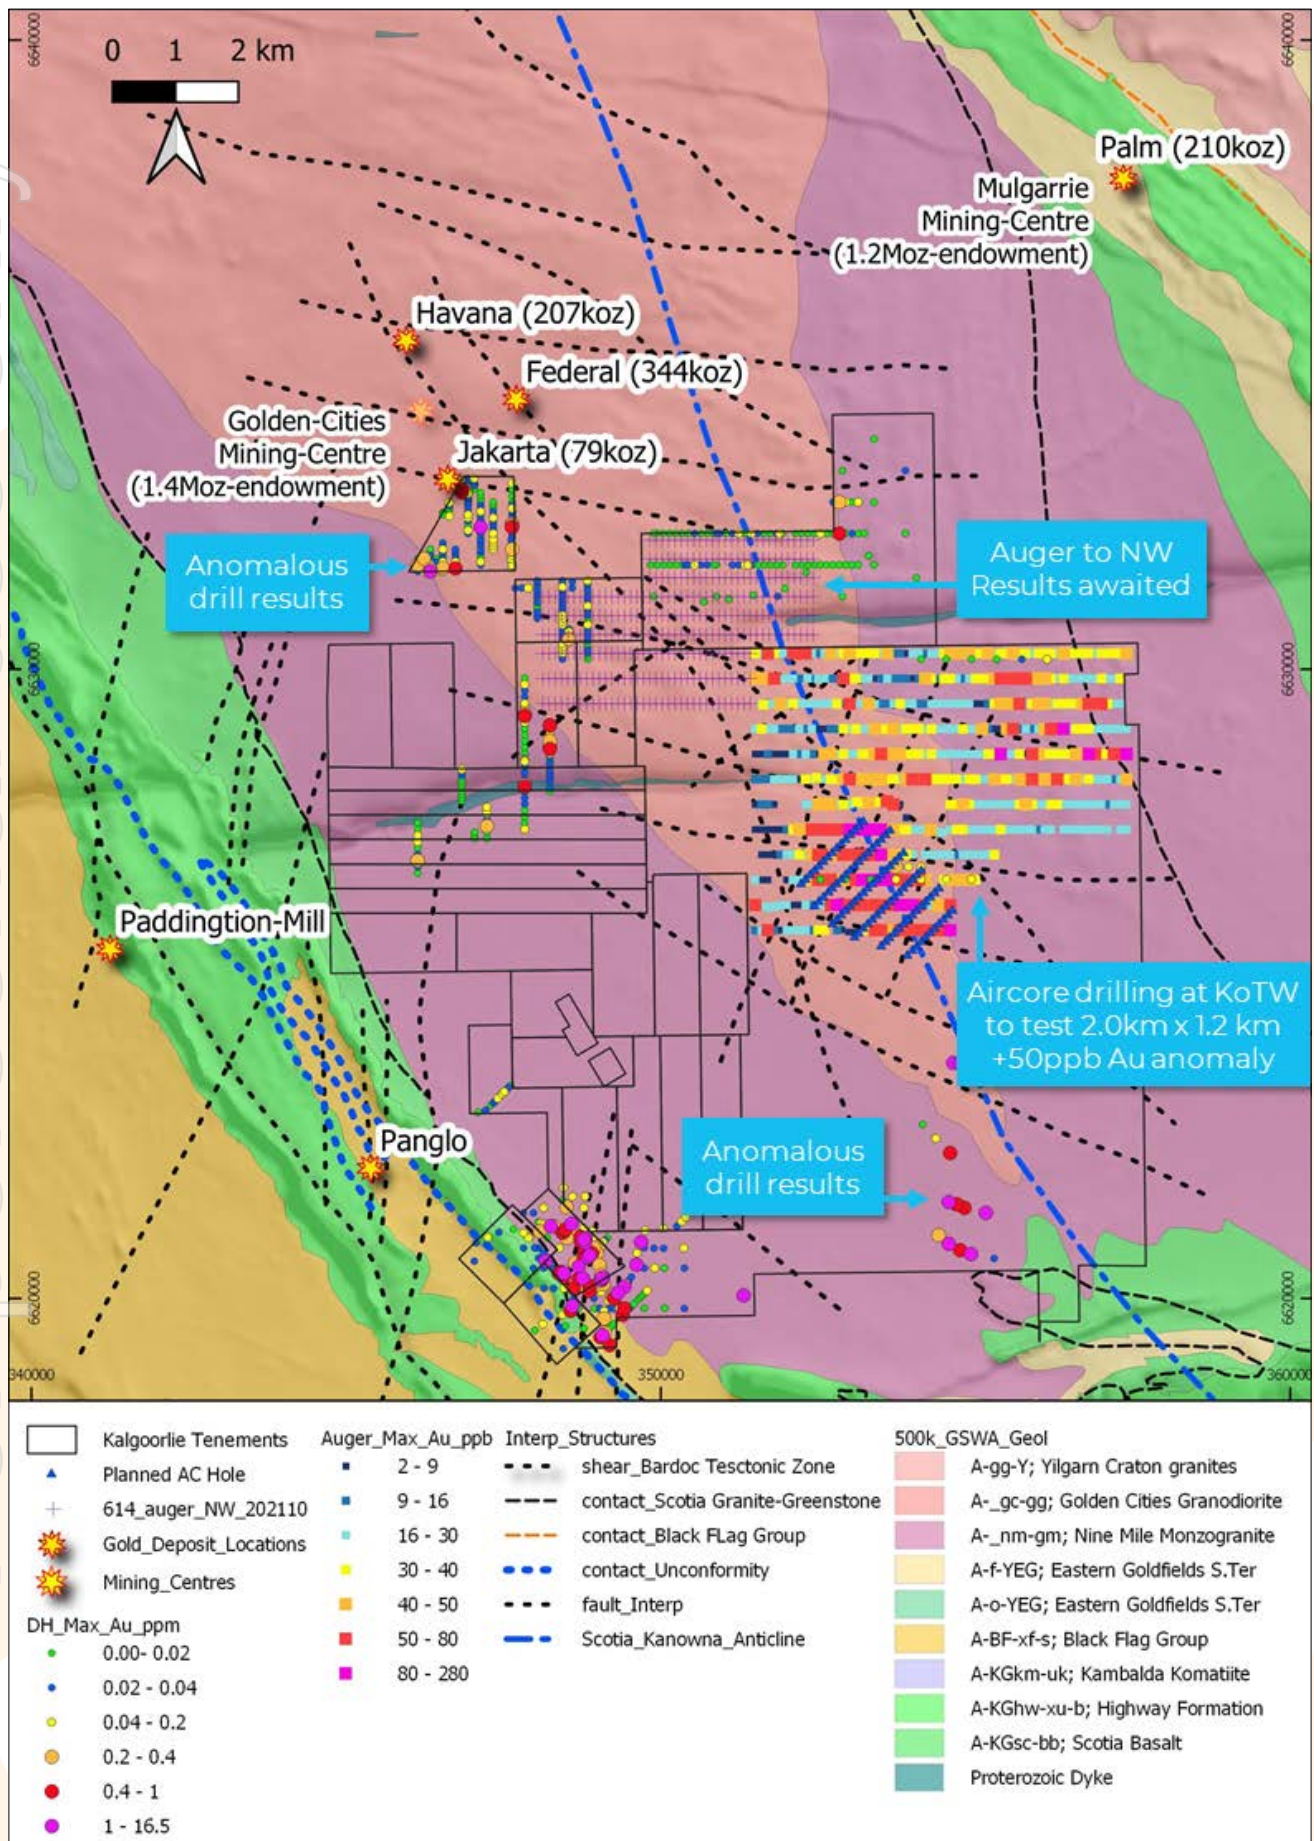 6640000
6640000
0 1 2 km
Palm (210koz)
Mulgarrie
Mining-Centre
(1.2Moz-endowment)
Havana (207koz)
Federal (344koz)
Golden-Cities
Mining-Centre
(1.4Moz-endowment)
Jakarta (79koz)
Anomalous
drill results
Auger to NW
Results awaited
6630000
6630000
Paddingtion-Mill
Aircore drilling at KoTW
to test 2.0km x 1.2 km
+50ppb Au anomaly
Panglo
Anomalous
drill results
6620000
6620000
340000
350000
360000
Kalgoorlie Tenements
Planned AC Hole
614_auger_NW_202110
Gold_Deposit_Locations
Mining_Centres
DH_Max_Au_ppm
0.00- 0.02
0.02 - 0.04
0.04 - 0.2
0.2 - 0.4
0.4 - 1
1 - 16.5
Auger_Max_Au_ppb
2 - 9
9 - 16
16 - 30
30 - 40
40 - 50
50 - 80
80 - 280
Interp_Structures
shear_Bardoc Tesctonic Zone
contact_Scotia Granite-Greenstone
contact_Black FLag Group
contact_Unconformity
fault_Interp
Scotia_Kanowna_Anticline
500k_GSWA_Geol
A-gg-Y; Yilgarn Craton granites
A-_gc-gg; Golden Cities Granodiorite
A-_nm-gm; Nine Mile Monzogranite
A-f-YEG; Eastern Goldfields S.Ter
A-o-YEG; Eastern Goldfields S.Ter
A-BF-xf-s; Black Flag Group
A-KGkm-uk; Kambalda Komatiite
A-KGhw-xu-b; Highway Formation
A-KGsc-bb; Scotia Basalt
Proterozoic Dyke